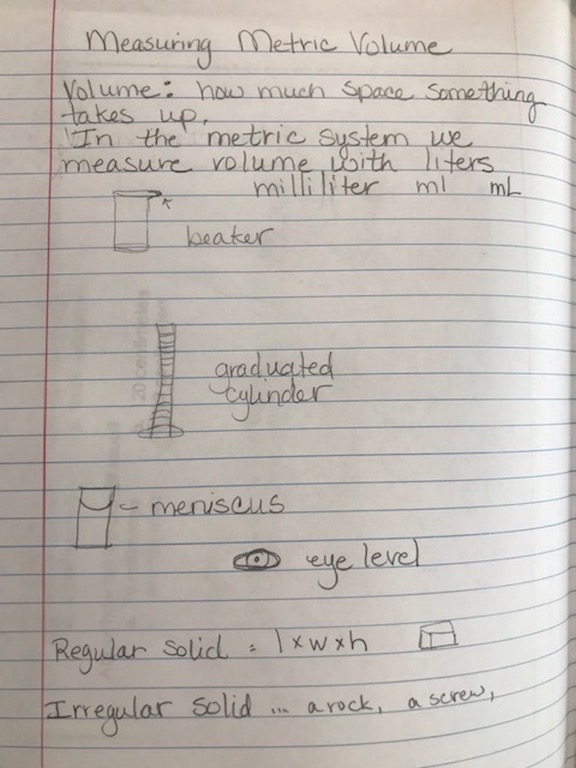 Measuring Metric Volume
Volume: how much space something
takes up.
In the metric system we
measure volume with liters
milliliter ml mL
beaker
graduated
cylinder
meniscus
eye level
Regular solid = l x w x h
Irregular solid ... a rock, a screw,